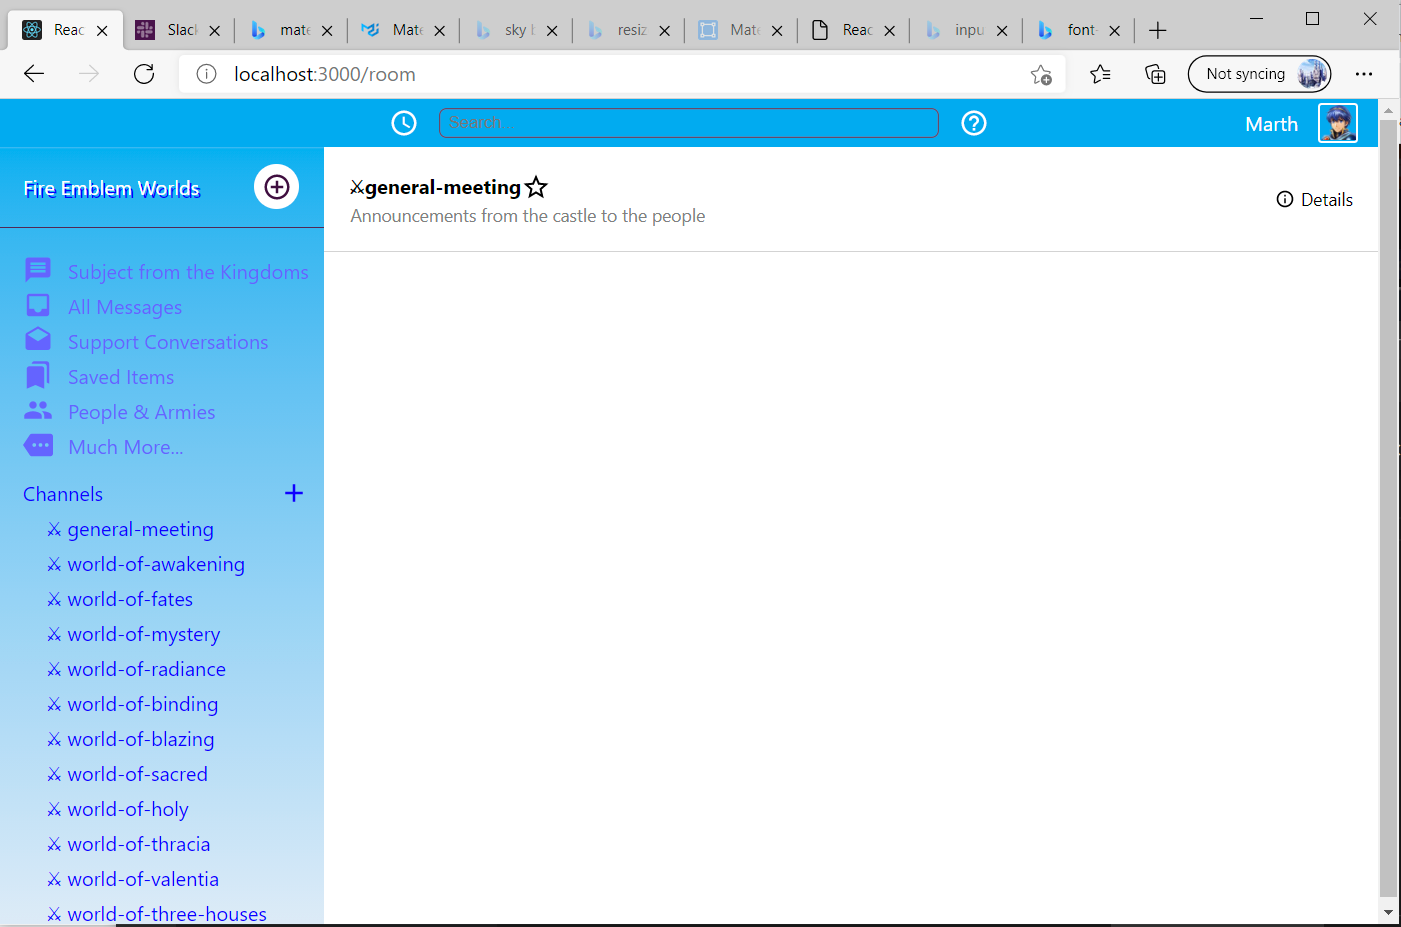 Reac
Slac
mate
Mate
sky b
resiz
Mate
Reac
inpu
font-
localhost:3000/room
Not syncing
Search
Marth
Fire Emblem Worlds
⚔general-meeting
Announcements from the castle to the people
Details
Subject from the Kingdoms
All Messages
Support Conversations
Saved Items
People & Armies
Much More...
Channels
⚔ general-meeting
⚔ world-of-awakening
⚔ world-of-fates
⚔ world-of-mystery
⚔ world-of-radiance
⚔ world-of-binding
⚔ world-of-blazing
⚔ world-of-sacred
⚔ world-of-holy
⚔ world-of-thracia
⚔ world-of-valentia
⚔ world-of-three-houses